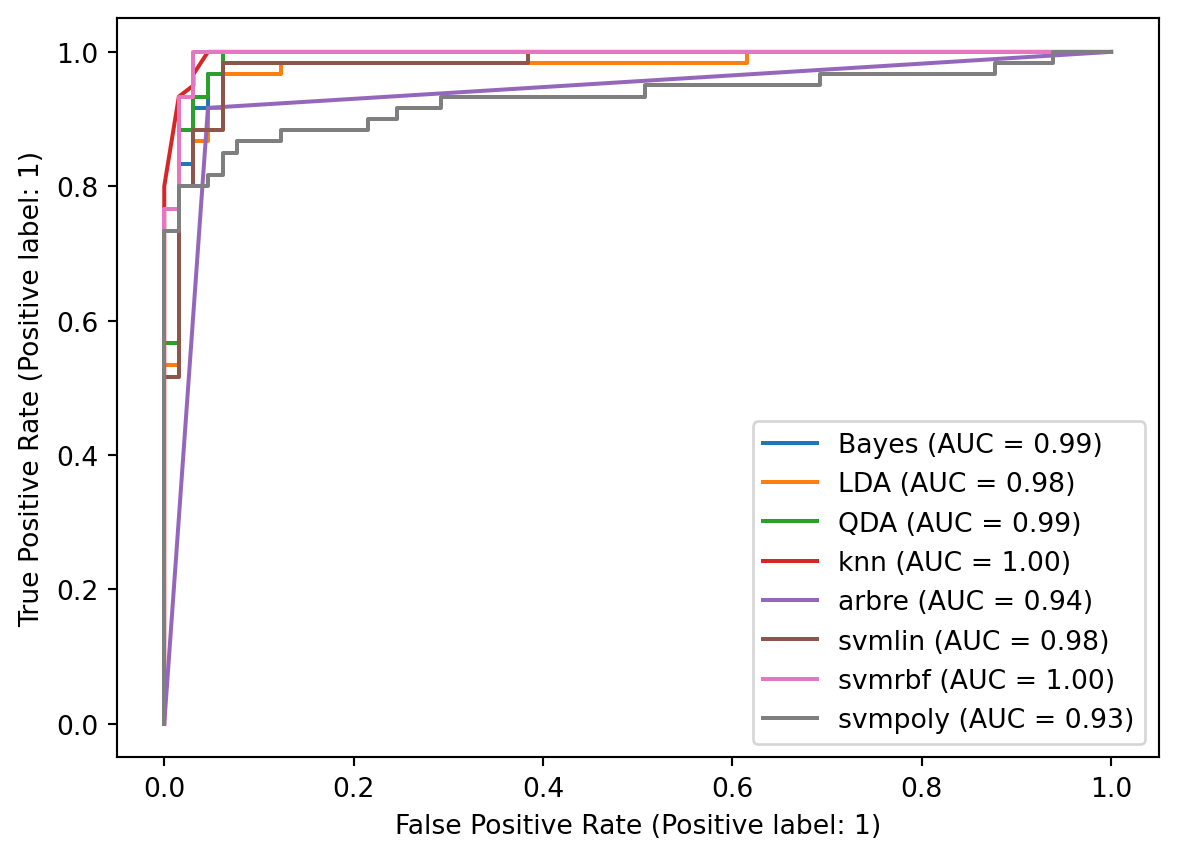 1.0
0.8
0.6
0.4
0.2
0.0
True Positive Rate (Positive label: 1)
Bayes (AUC = 0.99)
LDA (AUC = 0.98)
QDA (AUC = 0.99)
knn (AUC = 1.00)
arbre (AUC = 0.94)
svmlin (AUC = 0.98)
svmrbf (AUC = 1.00)
svmpoly (AUC = 0.93)
0.0 0.2 0.4 0.6 0.8 1.0
False Positive Rate (Positive label: 1)